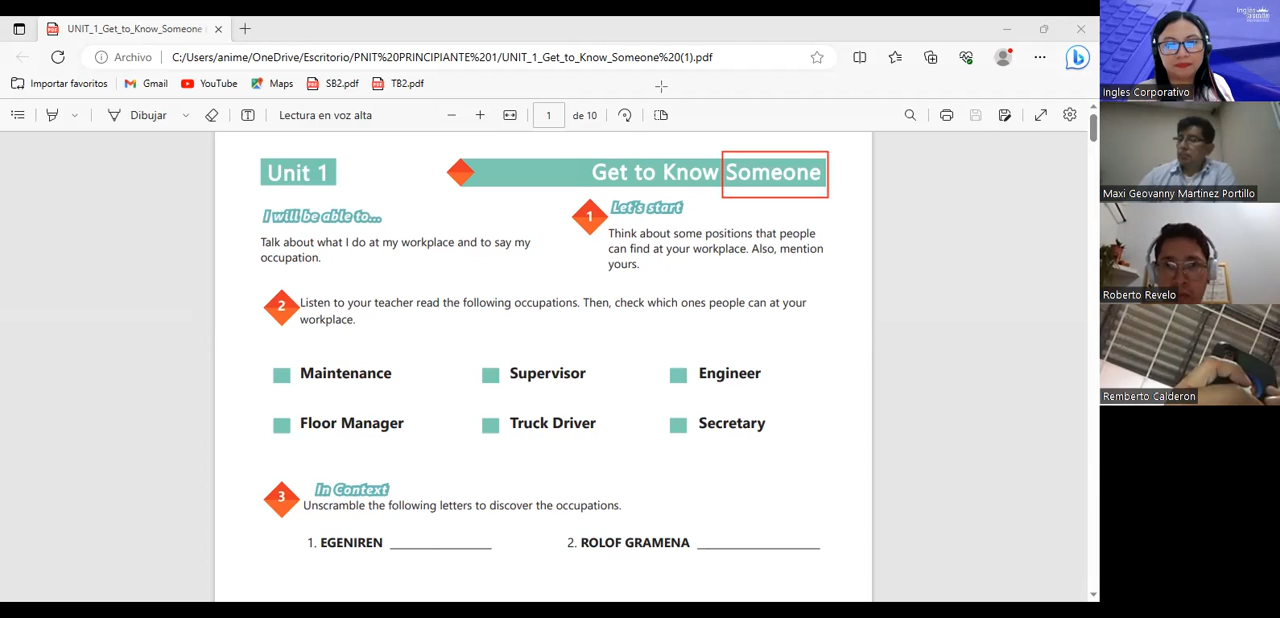 UNIT_1_Get_to_Know_Someone
Archivo
C:/Users/anime/OneDrive/Escritorio/PNIT%20PRINCIPIANTE%201/UNIT_1_Get_to_Know_Someone%20(1).pdf
Importar favoritos
Gmail
YouTube
Maps
SB2.pdf
TB2.pdf
Dibujar
Lectura en voz alta
1
de 10
Unit 1
Get to Know Someone
I will be able to...
Talk about what I do at my workplace and to say my
occupation.
1
Let's start
Think about some positions that people
can find at your workplace. Also, mention
yours.
2
Listen to your teacher read the following occupations. Then, check which ones people can at your
workplace.
Maintenance
Supervisor
Engineer
Floor Manager
Truck Driver
Secretary
3
In Context
Unscramble the following letters to discover the occupations.
1. EGENIREN
2. ROLOF GRAMENA
Ingles Corporativo
Maxi Geovanny Martinez Portillo
Roberto Revelo
Remberto Calderon